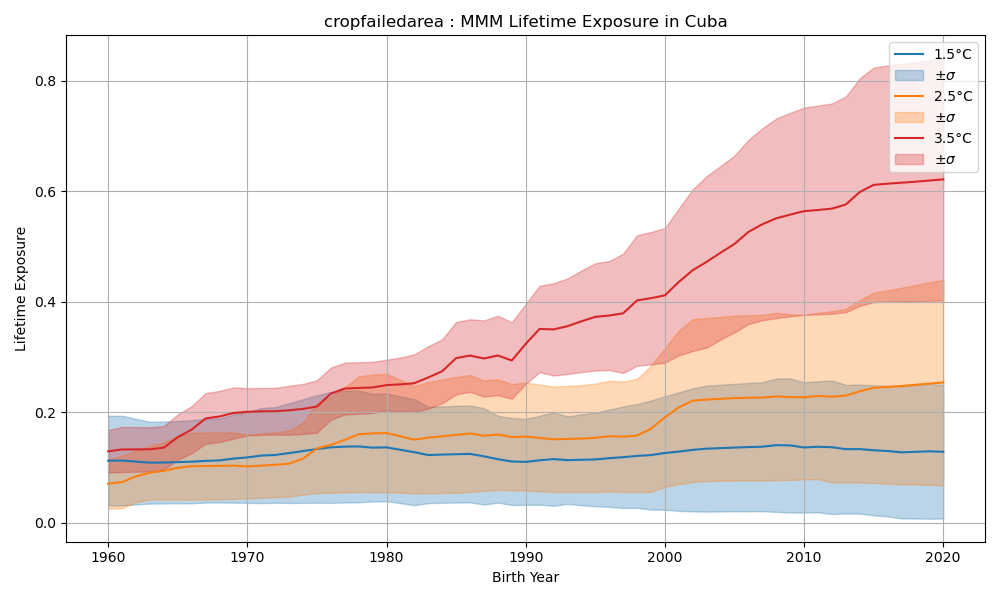 cropfailedarea : MMM Lifetime Exposure in Cuba
1.5°C
±σ
2.5°C
±σ
3.5°C
±σ
Lifetime Exposure
0.8
0.6
0.4
0.2
0.0
1960 1970 1980 1990 2000 2010 2020
Birth Year